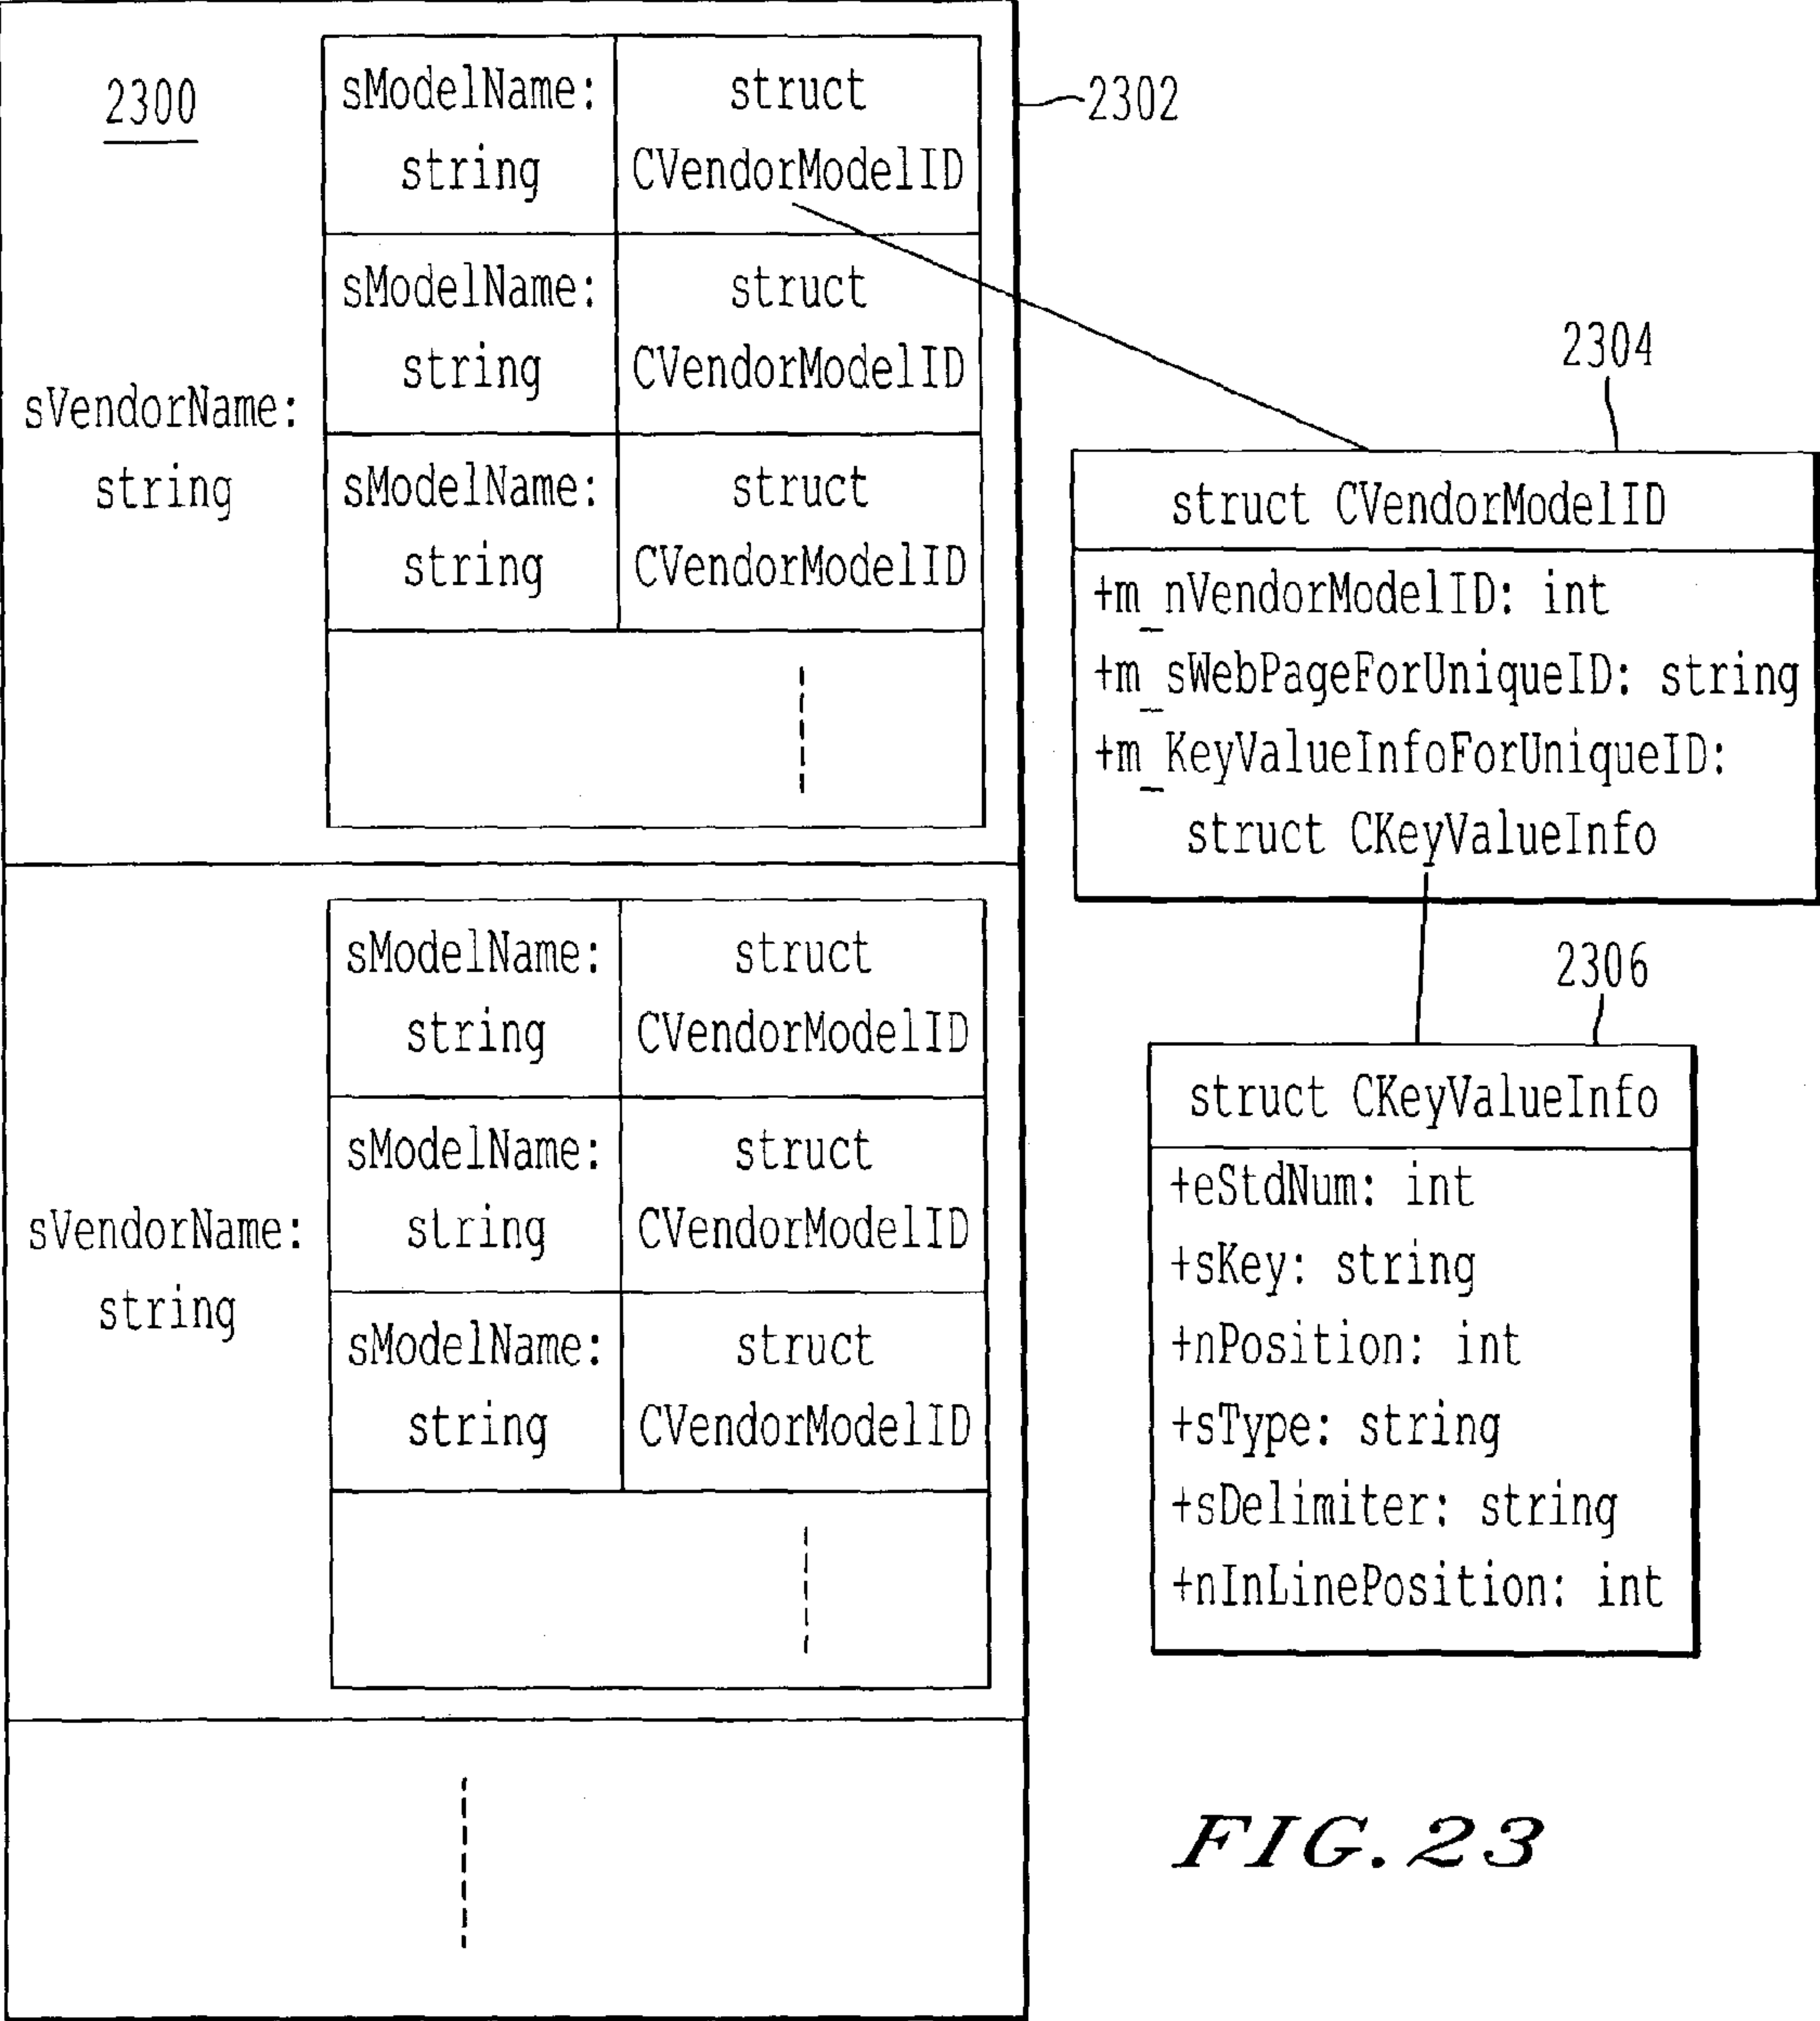 2300
sVendorName:
string
sModelName:
string
struct
CVendorModelID
sModelName:
string
struct
CVendorModelID
sModelName:
string
struct
CVendorModelID
2302
sVendorName:
string
sModelName:
string
struct
CVendorModelID
sModelName:
string
struct
CVendorModelID
sModelName:
string
struct
CVendorModelID
2304
struct CVendorModelID
+m_nVendorModelID: int
+m_sWebPageForUniqueID: string
+m_KeyValueInfoForUniqueID:
struct CKeyValueInfo
2306
struct CKeyValueInfo
+eStdNum: int
+sKey: string
+nPosition: int
+sType: string
+sDelimiter: string
+nInLinePosition: int
FIG. 23